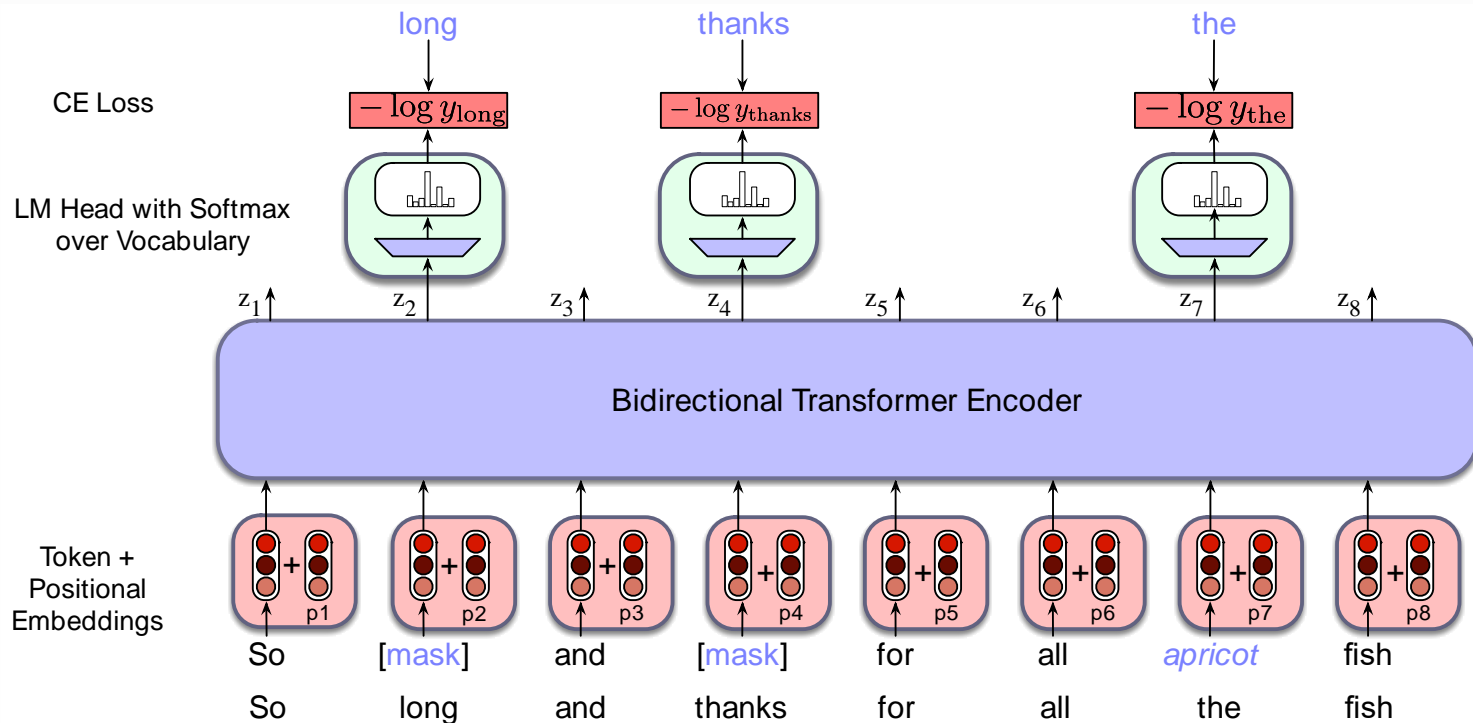 long thanks the
CE Loss
− log y_long − log y_thanks − log y_the
LM Head with Softmax
over Vocabulary
z1 z2 z3 z4 z5 z6 z7 z8
Bidirectional Transformer Encoder
Token +
Positional
Embeddings
+ + + + + + + +
p1 p2 p3 p4 p5 p6 p7 p8
So [mask] and [mask] for all apricot fish
So long and thanks for all the fish